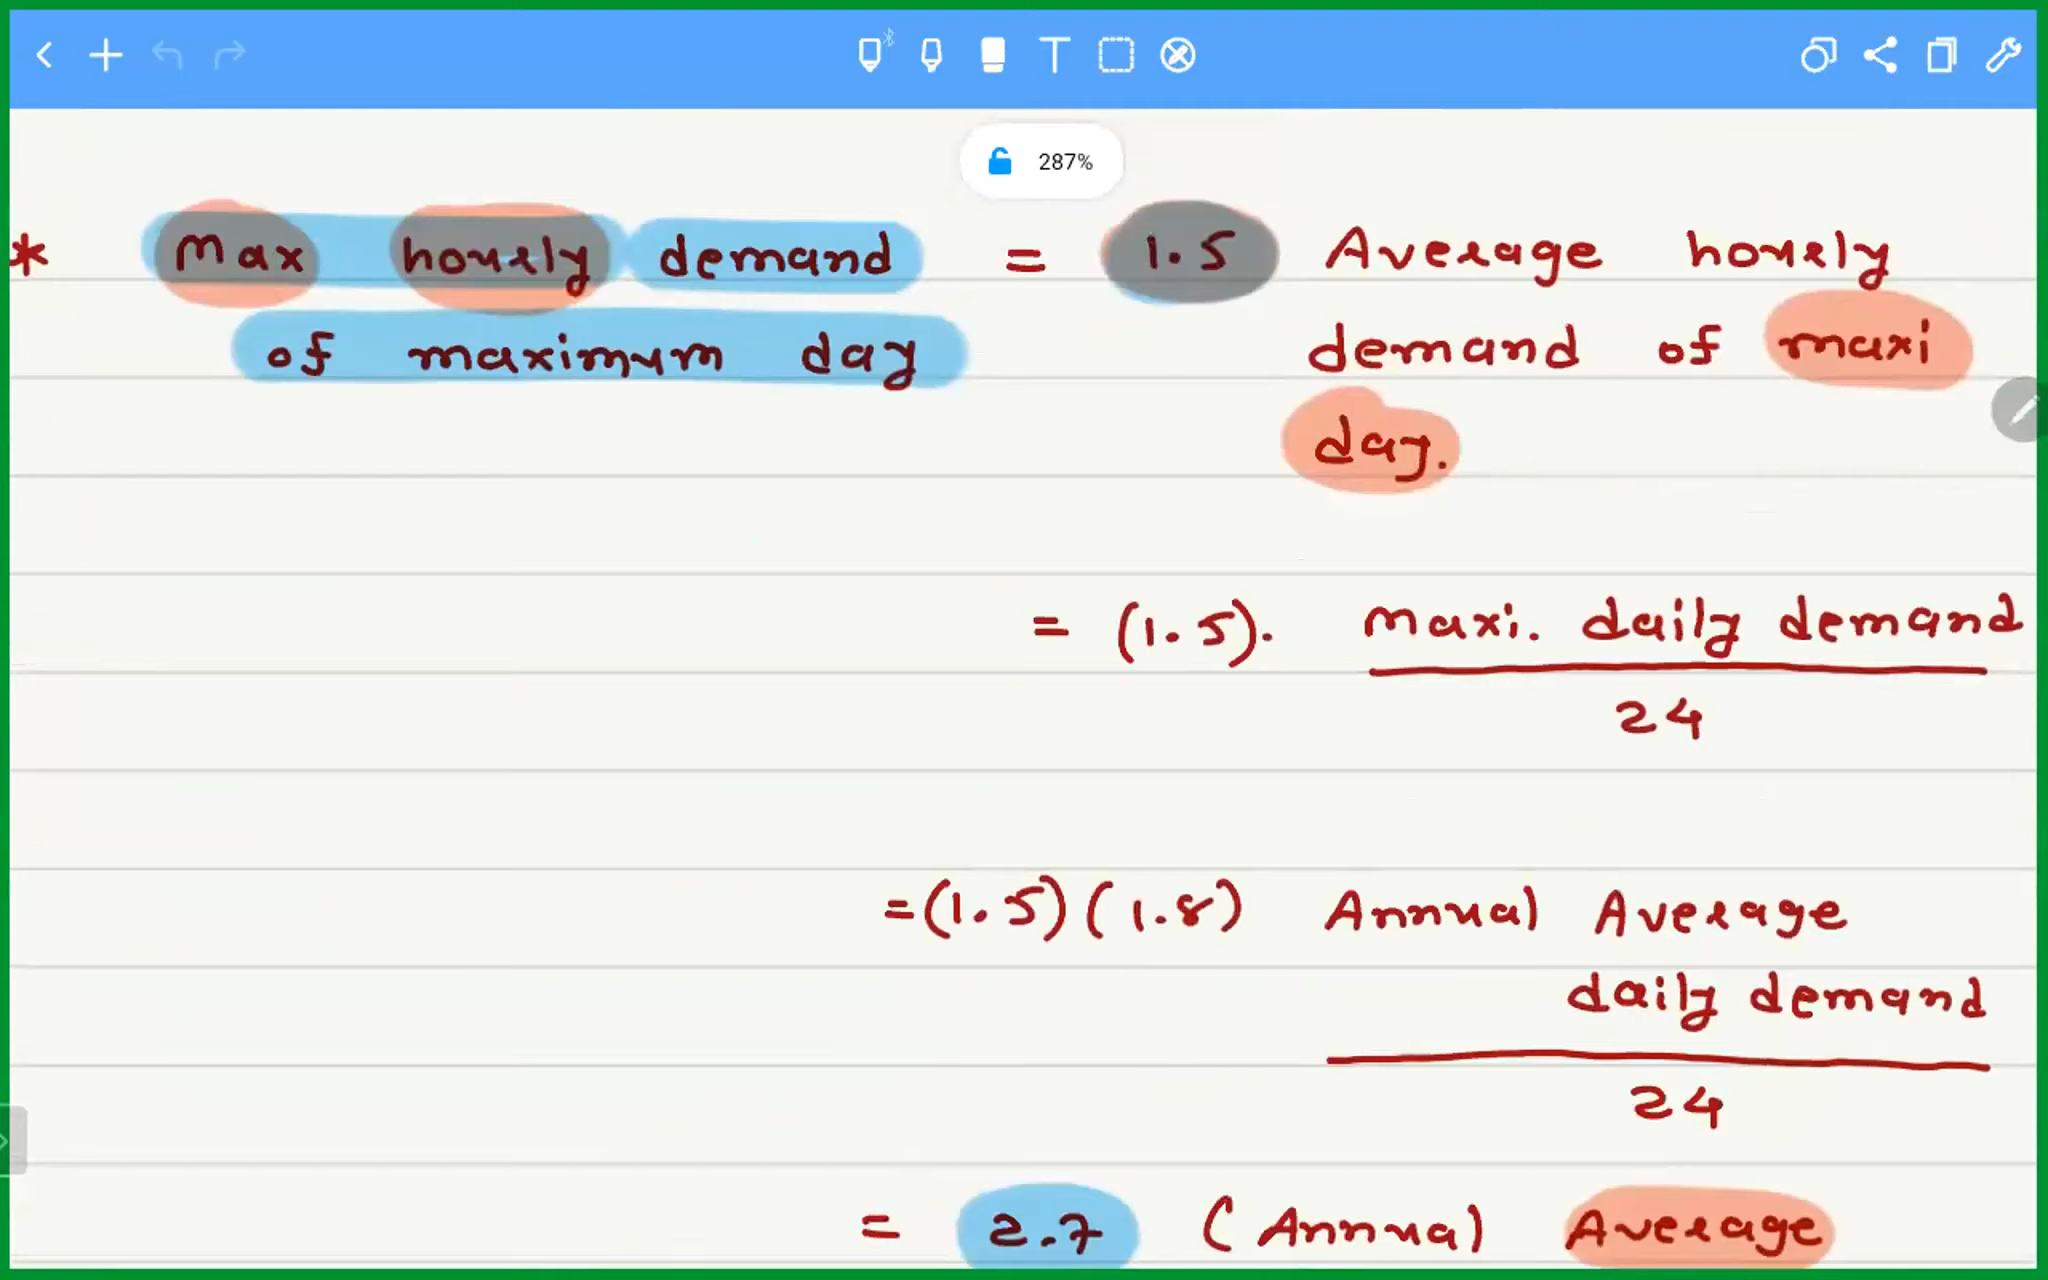 287%
* Max hourly demand = 1.5 Average hourly
of maximum day demand of maxi
day.
= (1.5). maxi. daily demand
24
= (1.5) (1.8) Annual Average
daily demand
24
= 2.7 (Annual Average